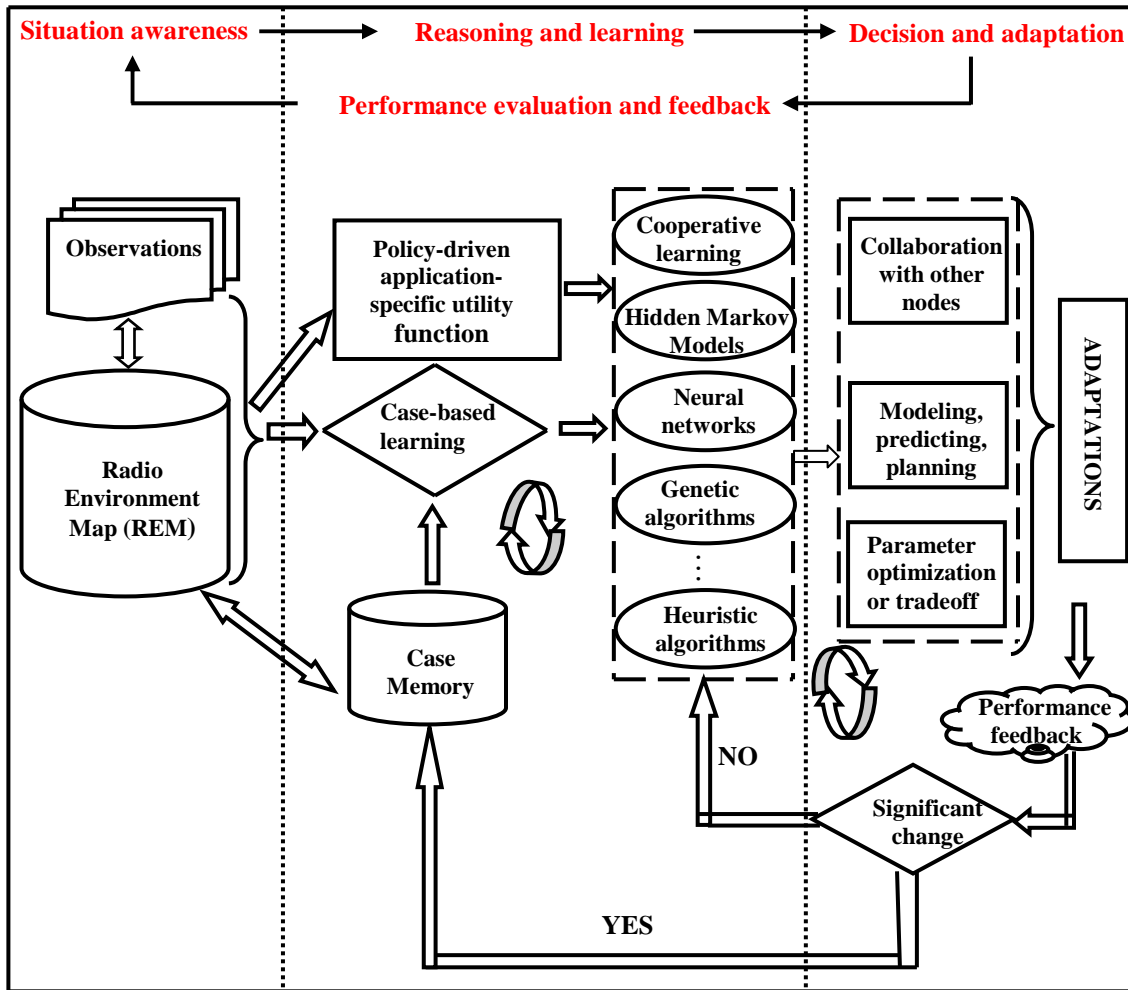 Situation awareness
Reasoning and learning
Decision and adaptation
Performance evaluation and feedback
Observations
Radio
Environment
Map (REM)
Policy-driven
application-
specific utility
function
Case-based
learning
Case
Memory
Cooperative
learning
Hidden Markov
Models
Neural
networks
Genetic
algorithms
.....
Heuristic
algorithms
Collaboration
with other
nodes
Modeling,
predicting,
planning
Parameter
optimization
or tradeoff
ADAPTATIONS
Performance
feedback
Significant
change
NO
YES